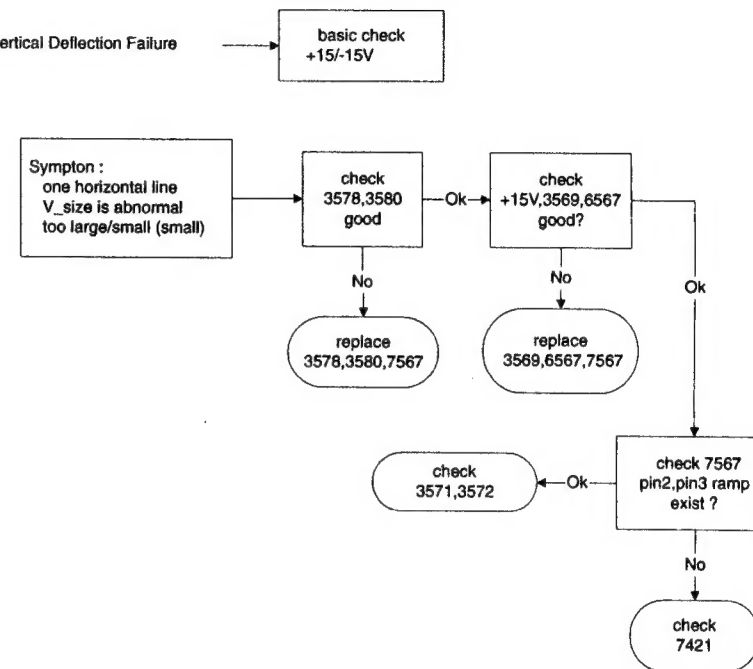 ertical Deflection Failure
basic check
+15/-15V
Sympton :
one horizontal line
V_size is abnormal
too large/small (small)
check
3578,3580
good
Ok
check
+15V,3569,6567
good?
No
No
Ok
replace
3578,3580,7567
replace
3569,6567,7567
check
3571,3572
Ok
check 7567
pin2,pin3 ramp
exist ?
No
check
7421